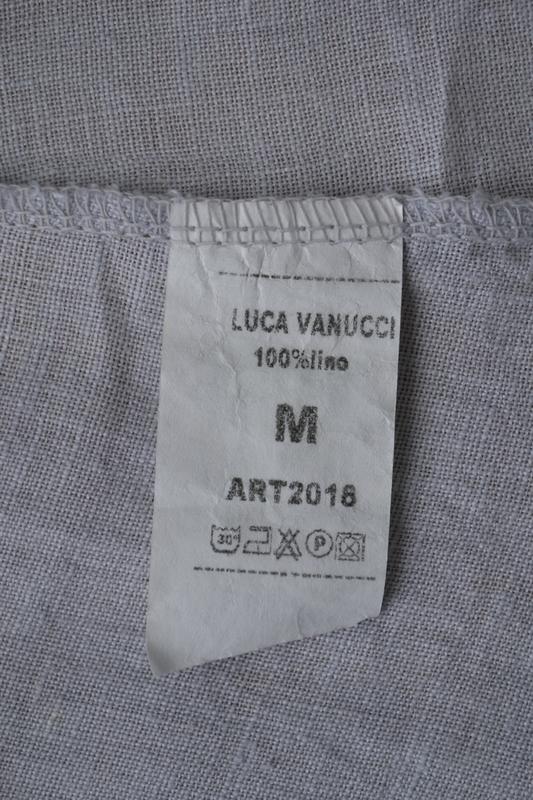 LUCA VANUCCI
100%lino
M
ART2018
30° P